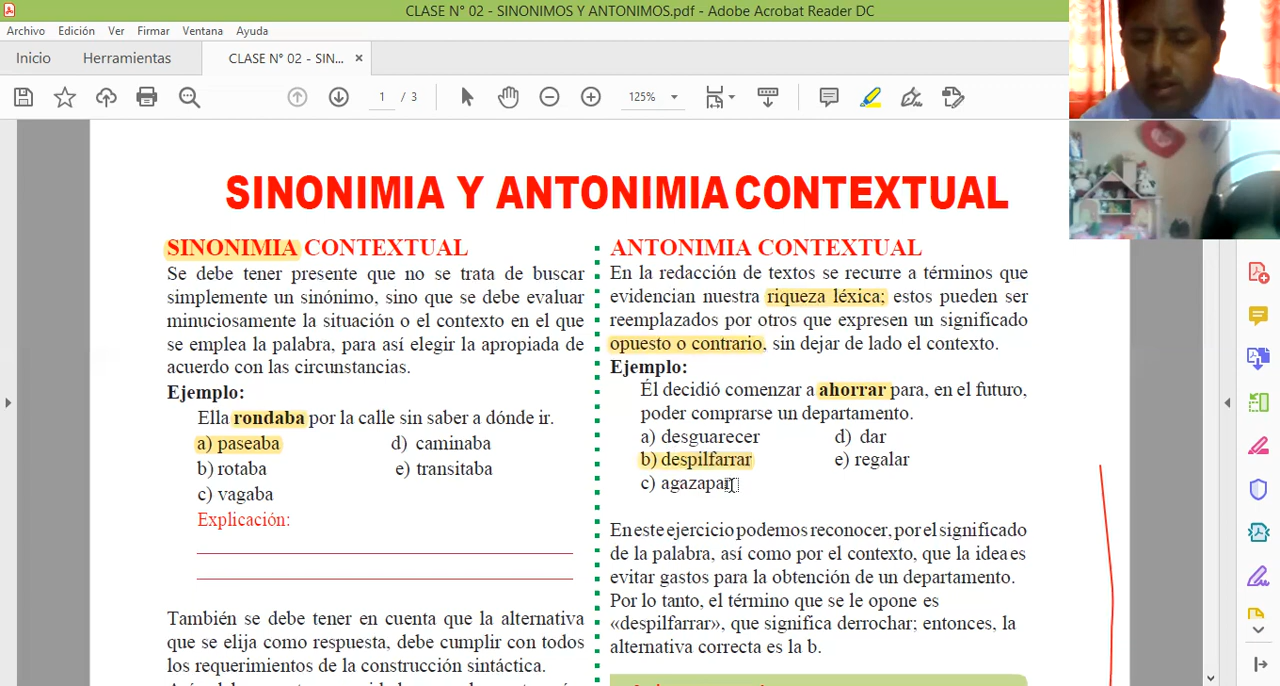 CLASE N° 02 - SINONIMOS Y ANTONIMOS.pdf - Adobe Acrobat Reader DC
Archivo Edición Ver Firmar Ventana Ayuda
Inicio Herramientas CLASE N° 02 - SIN... ×
1 / 3 125%
SINONIMIA Y ANTONIMIA CONTEXTUAL
SINONIMIA CONTEXTUAL
Se debe tener presente que no se trata de buscar
simplemente un sinónimo, sino que se debe evaluar
minuciosamente la situación o el contexto en el que
se emplea la palabra, para así elegir la apropiada de
acuerdo con las circunstancias.
Ejemplo:
Ella rondaba por la calle sin saber a dónde ir.
a) paseaba d) caminaba
b) rotaba e) transitaba
c) vagaba
Explicación:
También se debe tener en cuenta que la alternativa
que se elija como respuesta, debe cumplir con todos
los requerimientos de la construcción sintáctica.
ANTONIMIA CONTEXTUAL
En la redacción de textos se recurre a términos que
evidencian nuestra riqueza léxica; estos pueden ser
reemplazados por otros que expresen un significado
opuesto o contrario, sin dejar de lado el contexto.
Ejemplo:
Él decidió comenzar a ahorrar para, en el futuro,
poder comprarse un departamento.
a) desguarecer d) dar
b) despilfarrar e) regalar
c) agazapar
En este ejercicio podemos reconocer, por el significado
de la palabra, así como por el contexto, que la idea es
evitar gastos para la obtención de un departamento.
Por lo tanto, el término que se le opone es
«despilfarrar», que significa derrochar; entonces, la
alternativa correcta es la b.